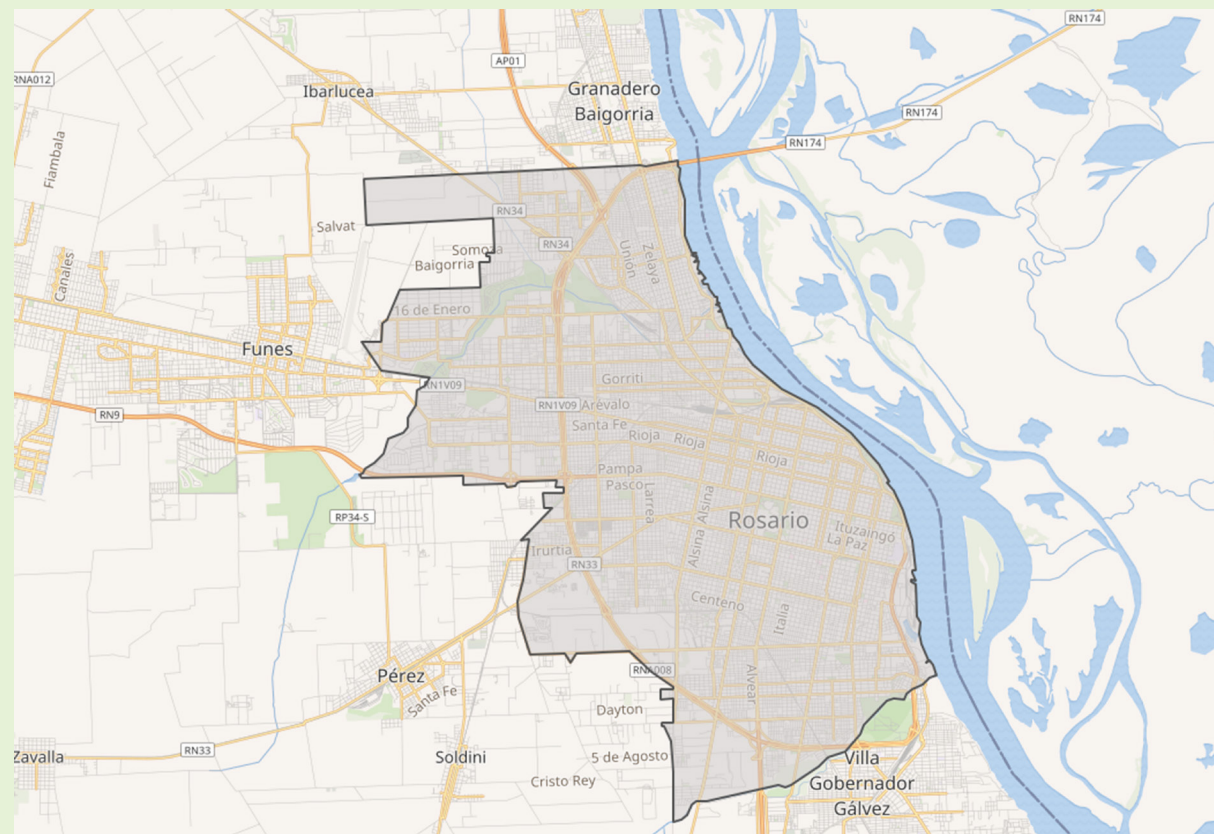 RN174
AP01
RNA012
Ibarlucea
Granadero
Baigorria
RN174
RN174
Fiambala
RN34
Salvat
RN34
Somoza
Baigorria
Unión
Zelaya
Canales
16 de Enero
Funes
Gorriti
RN1V09
RN1V09
Arévalo
RN9
Santa Fe
Rioja
Rioja
Rioja
Pampa
Pasco
Larrea
Alsina Alsina
RP34-S
Rosario
Ituzaingó
La Paz
Irurtia
RN33
Centeno
Italia
Pérez
RNA008
Alvear
Santa Fe
Dayton
RN33
Zavalla
Soldini
5 de Agosto
Cristo Rey
Villa
Gobernador
Gálvez